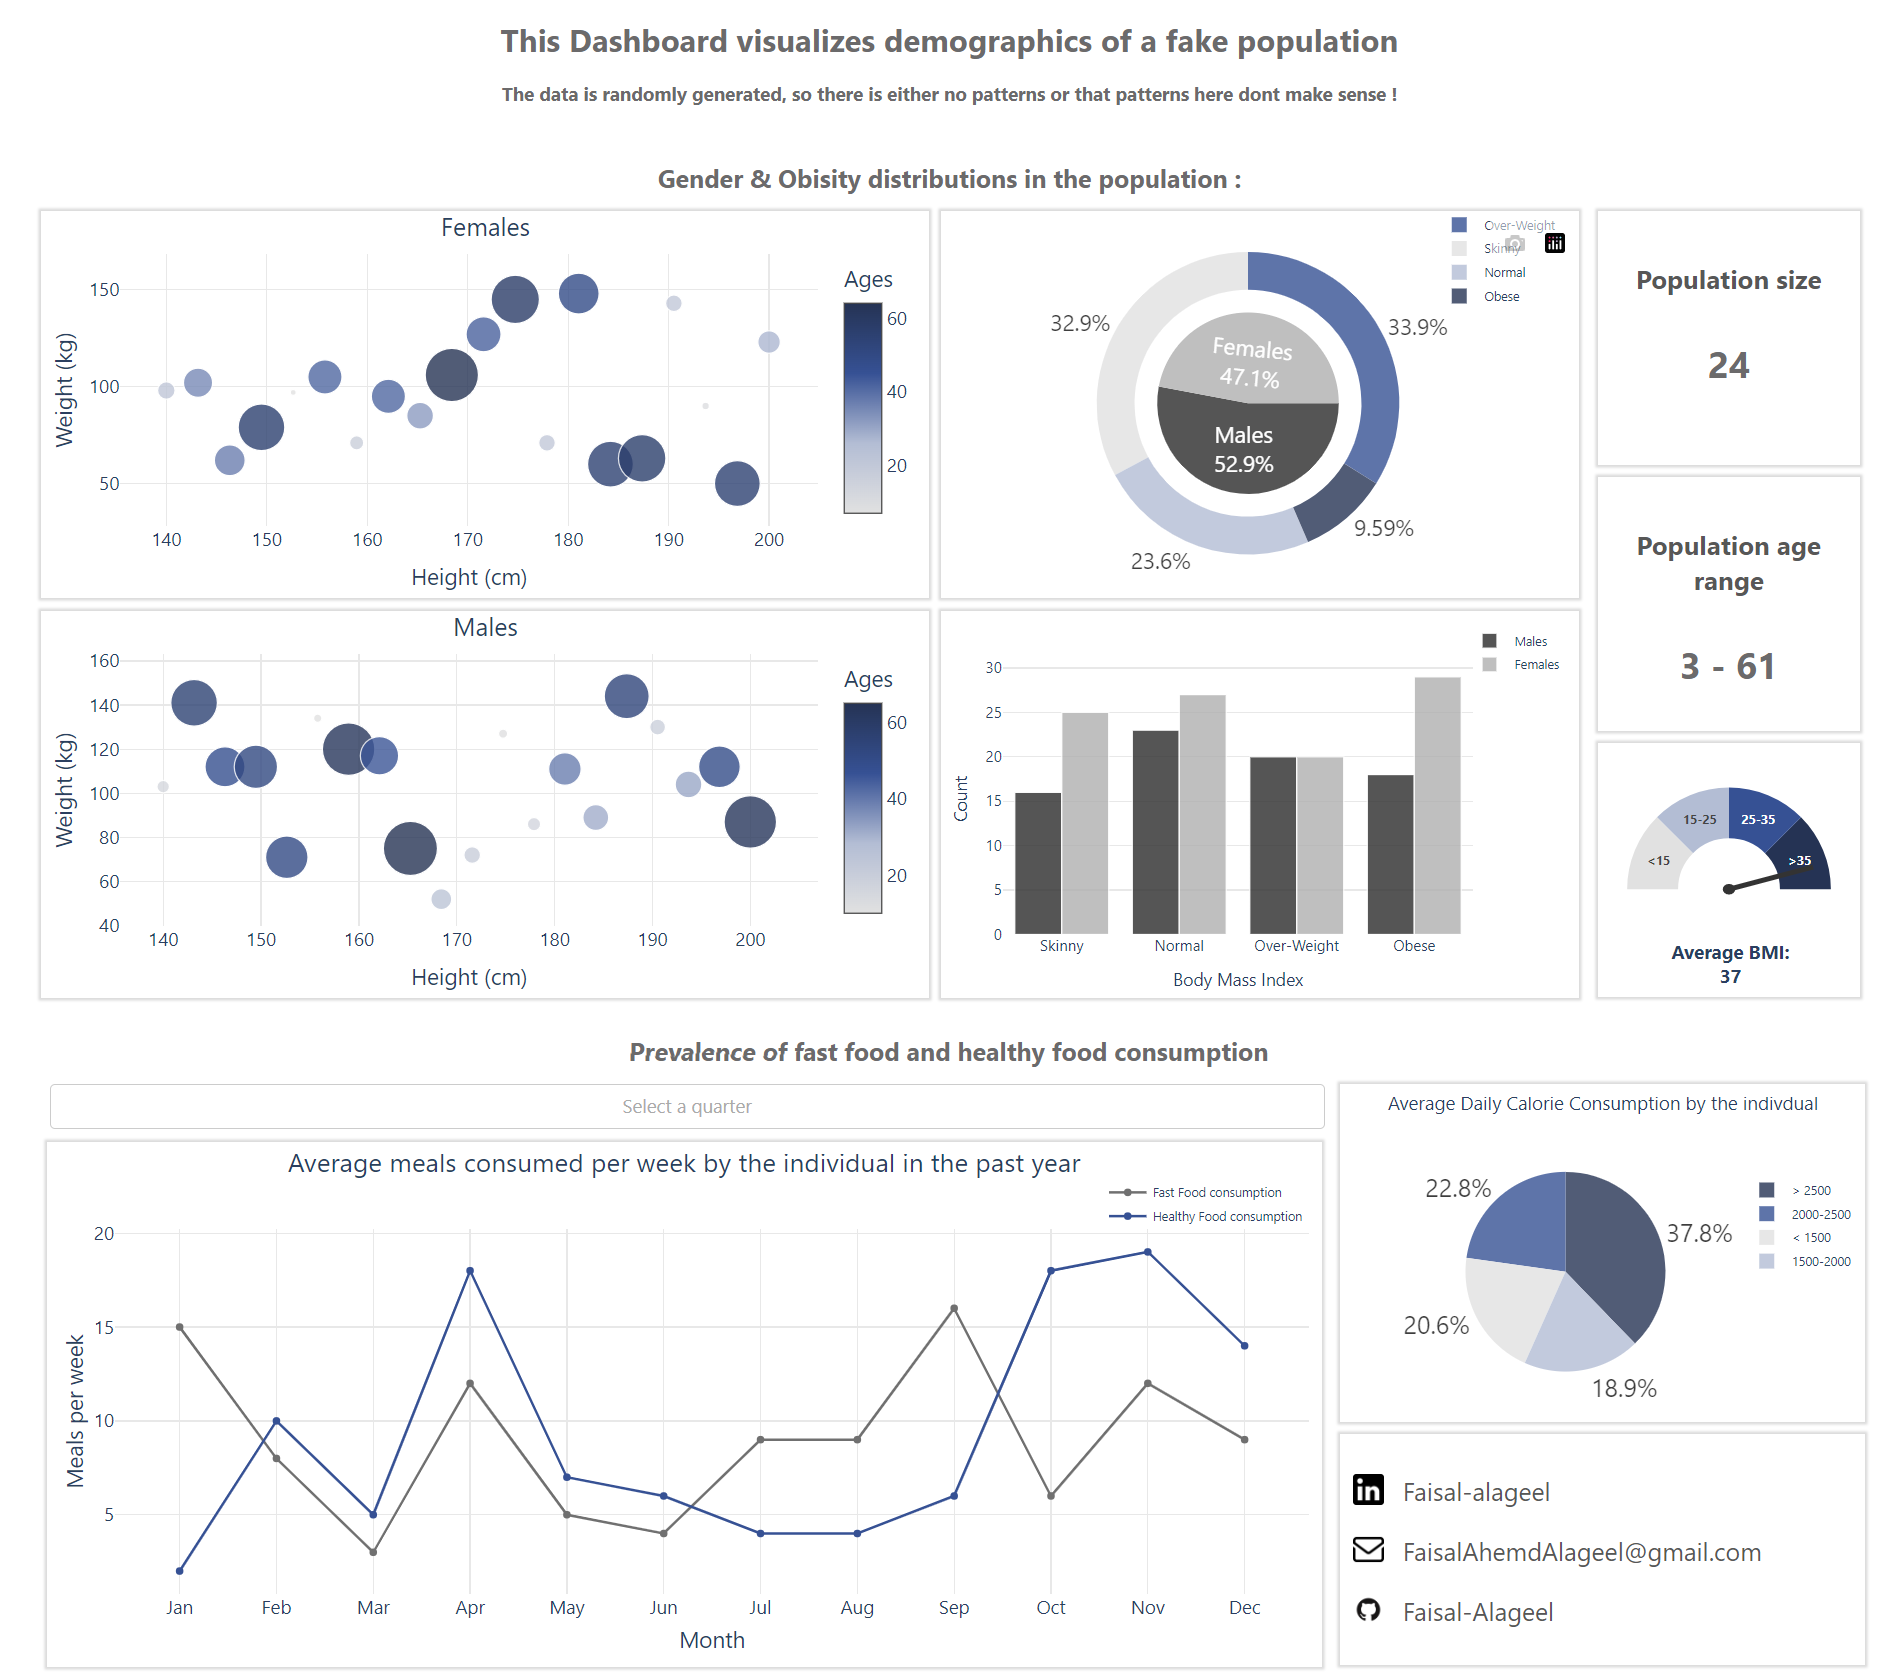 This Dashboard visualizes demographics of a fake population
The data is randomly generated, so there is either no patterns or that patterns here dont make sense !
Gender & Obisity distributions in the population :
Females
Weight (kg)
150
100
50
140 150 160 170 180 190 200
Height (cm)
Ages
60
40
20
Over-Weight
Skinny
Normal
Obese
32.9%
33.9%
Females
47.1%
Males
52.9%
9.59%
23.6%
Population size
24
Population age
range
3 - 61
Males
Weight (kg)
160
140
120
100
80
60
40
140 150 160 170 180 190 200
Height (cm)
Ages
60
40
20
Males
Females
Count
30
25
20
15
10
5
0
Skinny Normal Over-Weight Obese
Body Mass Index
<15
15-25
25-35
>35
Average BMI:
37
Prevalence of fast food and healthy food consumption
Select a quarter
Average meals consumed per week by the individual in the past year
Fast Food consumption
Healthy Food consumption
Meals per week
20
15
10
5
Jan Feb Mar Apr May Jun Jul Aug Sep Oct Nov Dec
Month
Average Daily Calorie Consumption by the indivdual
22.8%
37.8%
20.6%
18.9%
> 2500
2000-2500
< 1500
1500-2000
Faisal-alageel
FaisalAhemdAlageel@gmail.com
Faisal-Alageel